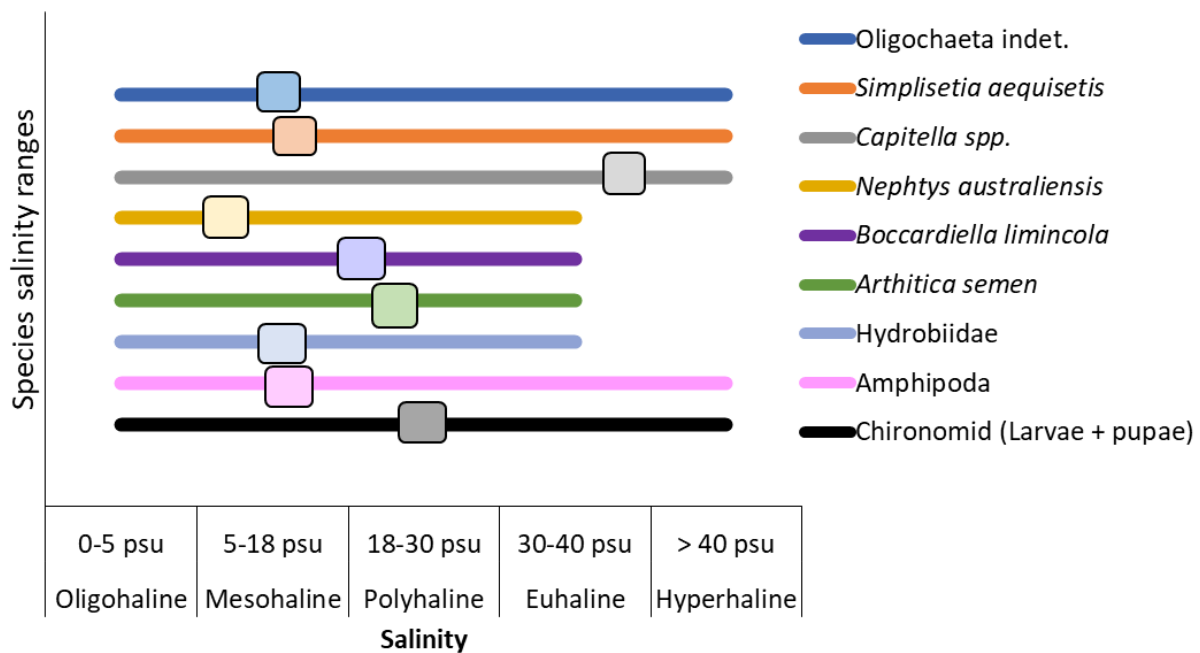 Species salinity ranges
Oligochaeta indet.
Simplisetia aequisetis
Capitella spp.
Nephtys australiensis
Boccardiella limincola
Arthitica semen
Hydrobiidae
Amphipoda
Chironomid (Larvae + pupae)
0-5 psu 5-18 psu 18-30 psu 30-40 psu > 40 psu
Oligohaline Mesohaline Polyhaline Euhaline Hyperhaline
Salinity